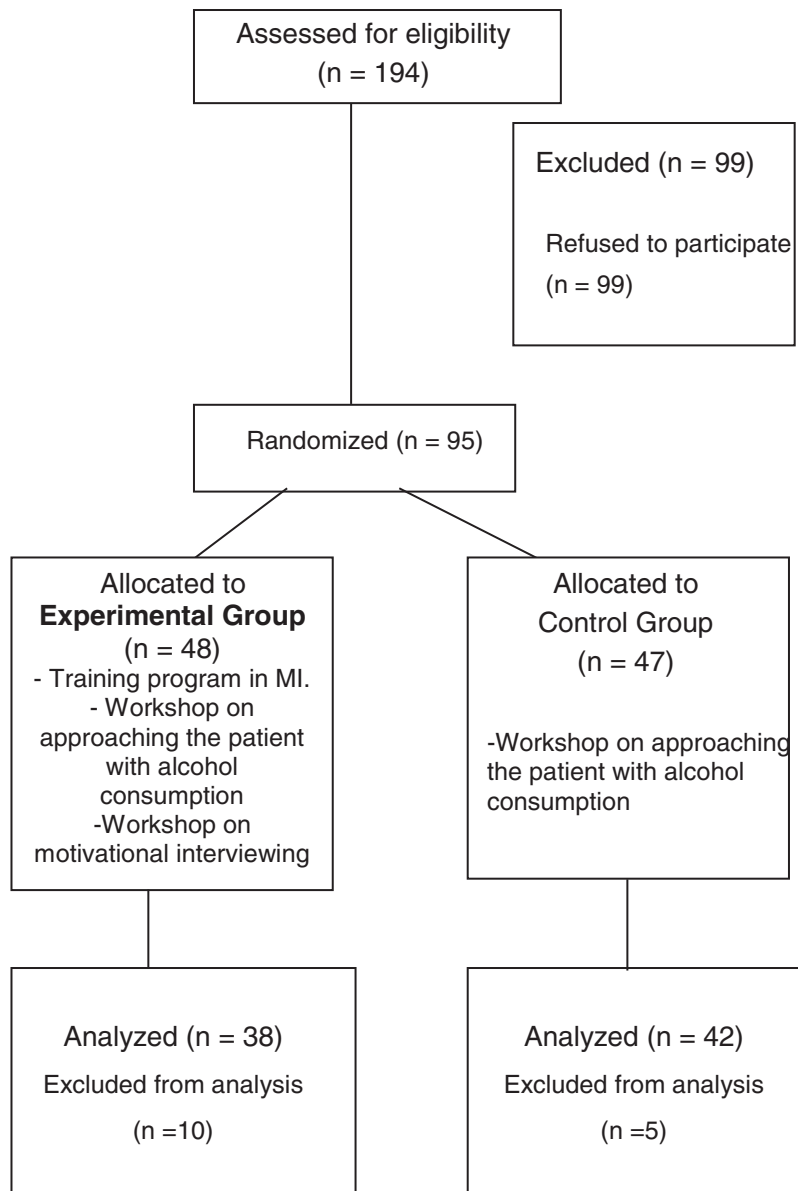 Assessed for eligibility
(n = 194)
Excluded (n = 99)
Refused to participate
(n = 99)
Randomized (n = 95)
Allocated to
Experimental Group
(n = 48)
- Training program in MI.
- Workshop on
approaching the patient
with alcohol
consumption
-Workshop on
motivational interviewing
Allocated to
Control Group
(n = 47)
-Workshop on approaching
the patient with alcohol
consumption
Analyzed (n = 38)
Excluded from analysis
(n =10)
Analyzed (n = 42)
Excluded from analysis
(n =5)